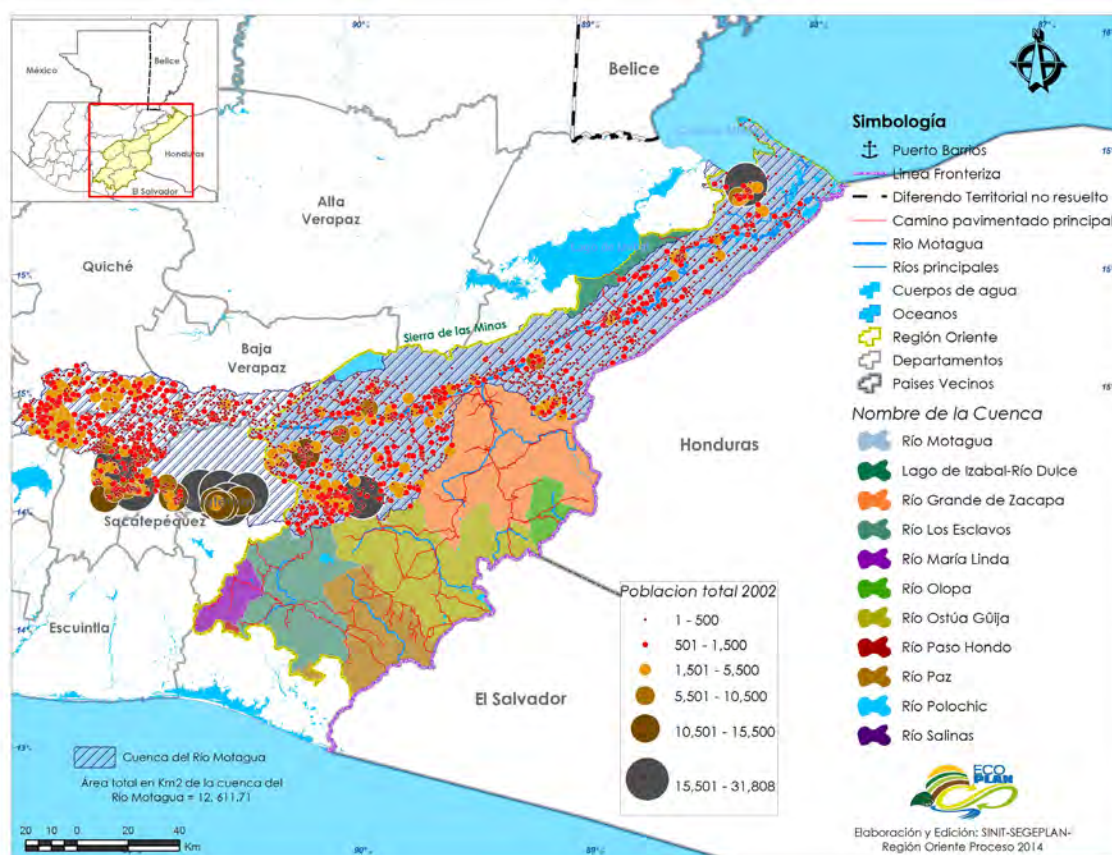 México
Belice
Honduras
El Salvador
90°
89°
88°
87°
Belice
Alta
Verapaz
Quiché
Sierra de las Minas
Baja
Verapaz
Honduras
Sacatepéquez
Escuintla
El Salvador
Simbología
Puerto Barrios
Línea Fronteriza
Diferendo Territorial no resuelto
Camino pavimentado principal
Rio Motagua
Ríos principales
Cuerpos de agua
Oceanos
Región Oriente
Departamentos
Paises Vecinos
Nombre de la Cuenca
Río Motagua
Lago de Izabal-Río Dulce
Río Grande de Zacapa
Río Los Esclavos
Río María Linda
Río Olopa
Río Ostúa Güija
Río Paso Hondo
Río Paz
Río Polochic
Río Salinas
Poblacion total 2002
1 - 500
501 - 1,500
1,501 - 5,500
5,501 - 10,500
10,501 - 15,500
15,501 - 31,808
Cuenca del Río Motagua
Área total en Km2 de la cuenca del
Río Motagua = 12, 611.71
20 10 0 20 40
Km
90°
89°
ECO
PLAN
Elaboración y Edición: SINIT-SEGEPLAN-
Región Oriente Proceso 2014